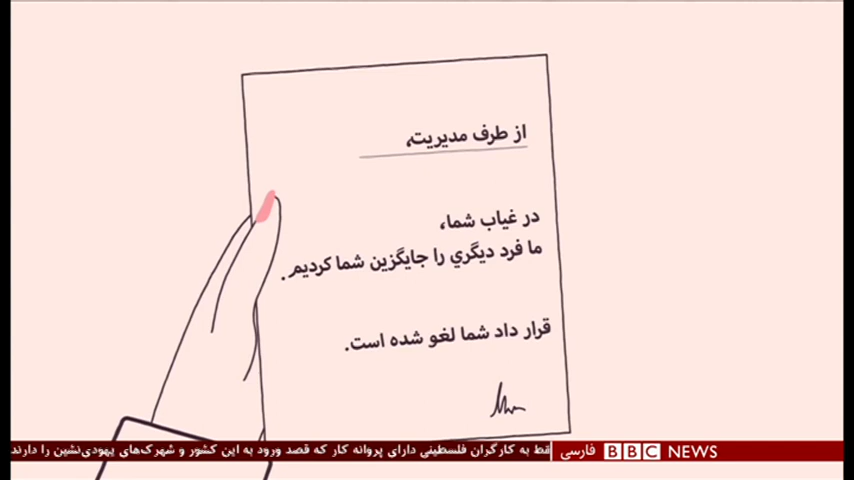 از طرف مدیریت،
در غیاب شما،
ما فرد دیگري را جایگزین شما کردیم.
قرار داد شما لغو شده است.
قط به کارگران فلسطینی دارای پروانه کار که قصد ورود به این کشور و شهرک‌های یهودی‌نشین را دارند
فارسی BBC NEWS